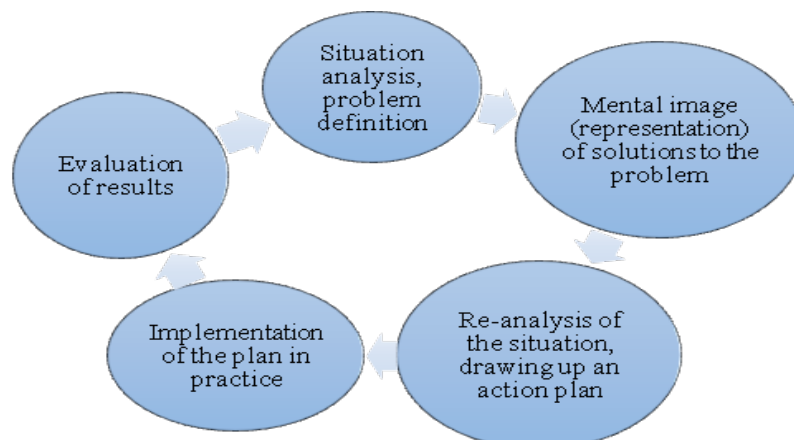 Situation
analysis,
problem
definition
Mental image
(representation)
of solutions to the
problem
Re-analysis of
the situation,
drawing up an
action plan
Implementation
of the plan in
practice
Evaluation
of results